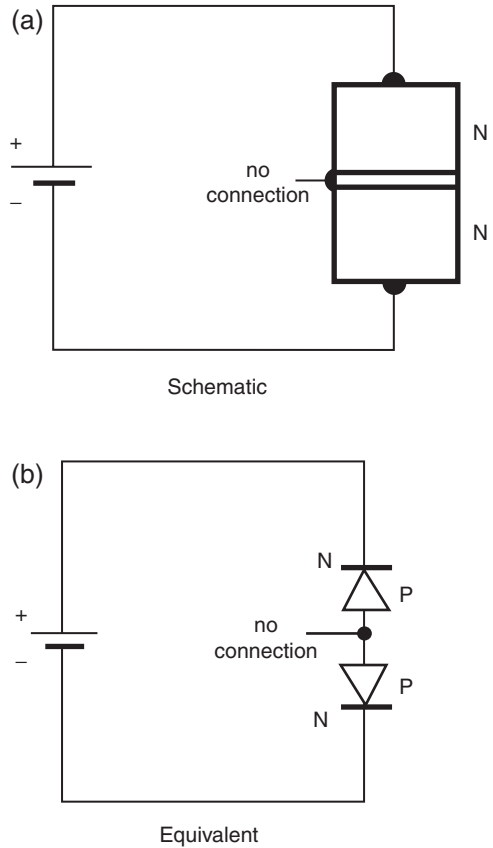 (a)
+
–
no
connection
N
N
Schematic
(b)
+
–
no
connection
N
P
P
N
Equivalent